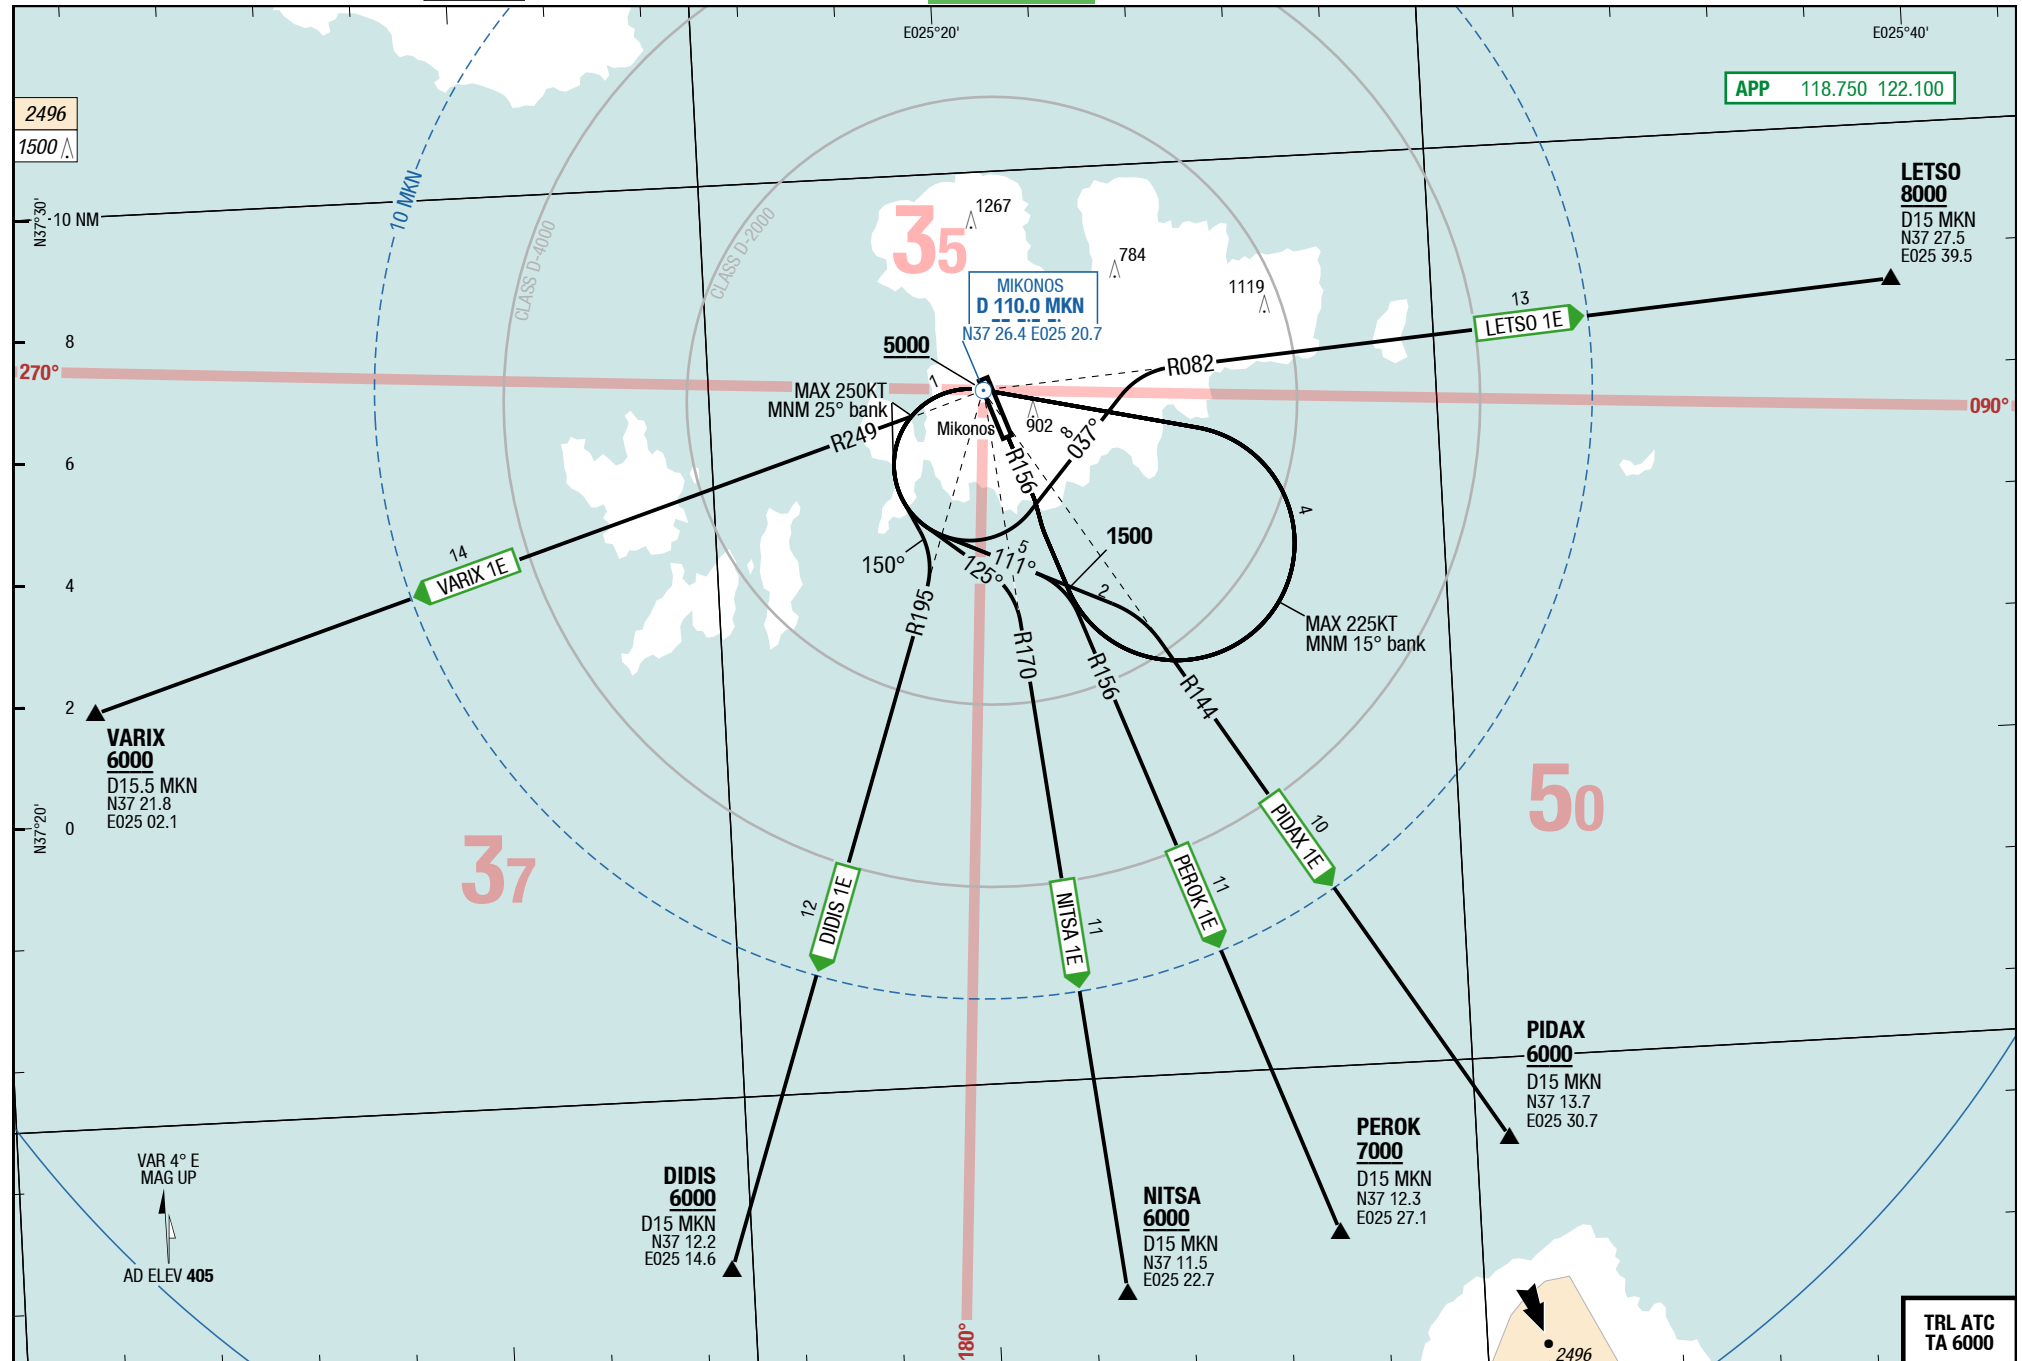 E025°20'
E025°40'
APP 118.750 122.100
2496
1500
10 MKN
CLASS D-4000
CLASS D-2000
LETSO
8000
D15 MKN
N37 27.5
E025 39.5
N37°30'
10 NM
35
1267
784
1119
MIKONOS
D 110.0 MKN
N37 26.4 E025 20.7
13
LETSO 1E
8
5000
R082
270°
1
MAX 250KT
MNM 25° bank
090°
R249
Mikonos
902
8
037°
R156
6
4
14
VARIX 1E
150°
125°
111°
5
1500
2
4
R195
R170
R156
R144
MAX 225KT
MNM 15° bank
2
VARIX
6000
D15.5 MKN
N37 21.8
E025 02.1
N37°20'
0
37
50
12
DIDIS 1E
NITSA 1E
11
PEROK 1E
11
PIDAX 1E
10
PIDAX
6000
D15 MKN
N37 13.7
E025 30.7
PEROK
7000
D15 MKN
N37 12.3
E025 27.1
VAR 4° E
MAG UP
AD ELEV 405
DIDIS
6000
D15 MKN
N37 12.2
E025 14.6
NITSA
6000
D15 MKN
N37 11.5
E025 22.7
180°
2496
TRL ATC
TA 6000